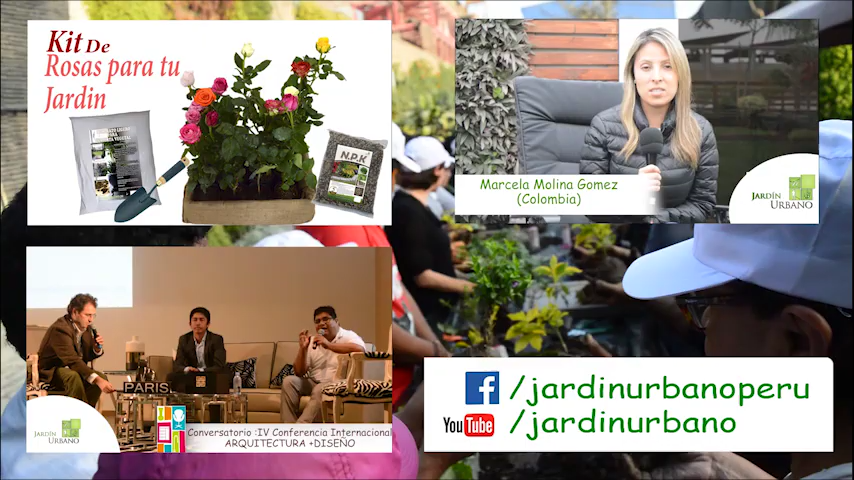 Kit De
Rosas para tu
Jardin
N.P.K
Marcela Molina Gomez
(Colombia)
JARDÍN
URBANO
PARIS
JARDÍN
URBANO
Conversatorio :IV Conferencia Internacional
ARQUITECTURA +DISEÑO
f /jardinurbanoperu
YouTube /jardinurbano